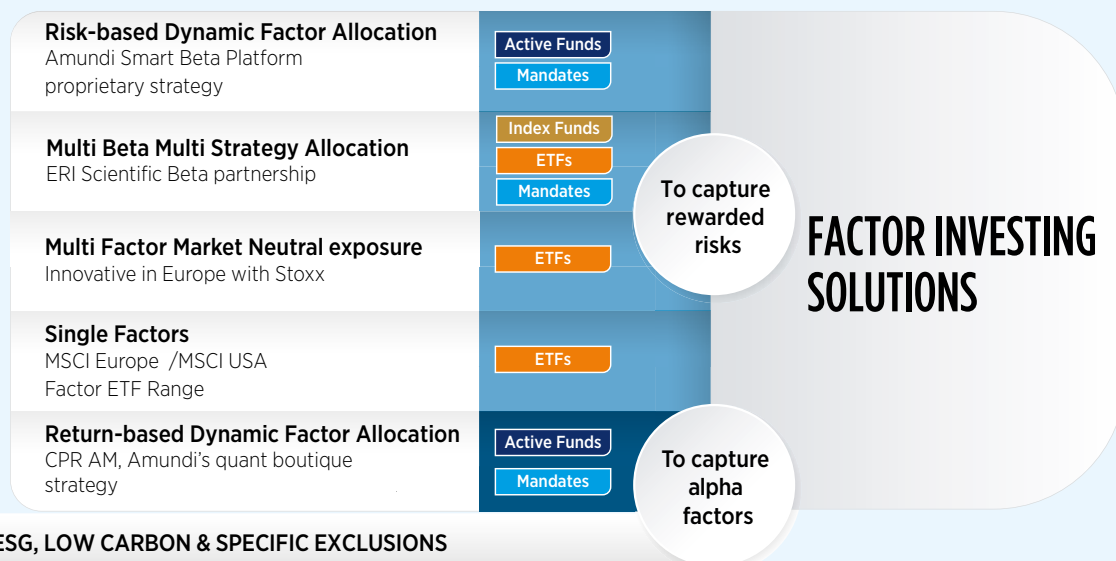 Risk-based Dynamic Factor Allocation
Amundi Smart Beta Platform
proprietary strategy
Active Funds
Mandates
Multi Beta Multi Strategy Allocation
ERI Scientific Beta partnership
Index Funds
ETFs
Mandates
Multi Factor Market Neutral exposure
Innovative in Europe with Stoxx
ETFs
Single Factors
MSCI Europe /MSCI USA
Factor ETF Range
ETFs
Return-based Dynamic Factor Allocation
CPR AM, Amundi's quant boutique
strategy
Active Funds
Mandates
To capture
rewarded
risks
To capture
alpha
factors
FACTOR INVESTING
SOLUTIONS
ESG, LOW CARBON & SPECIFIC EXCLUSIONS